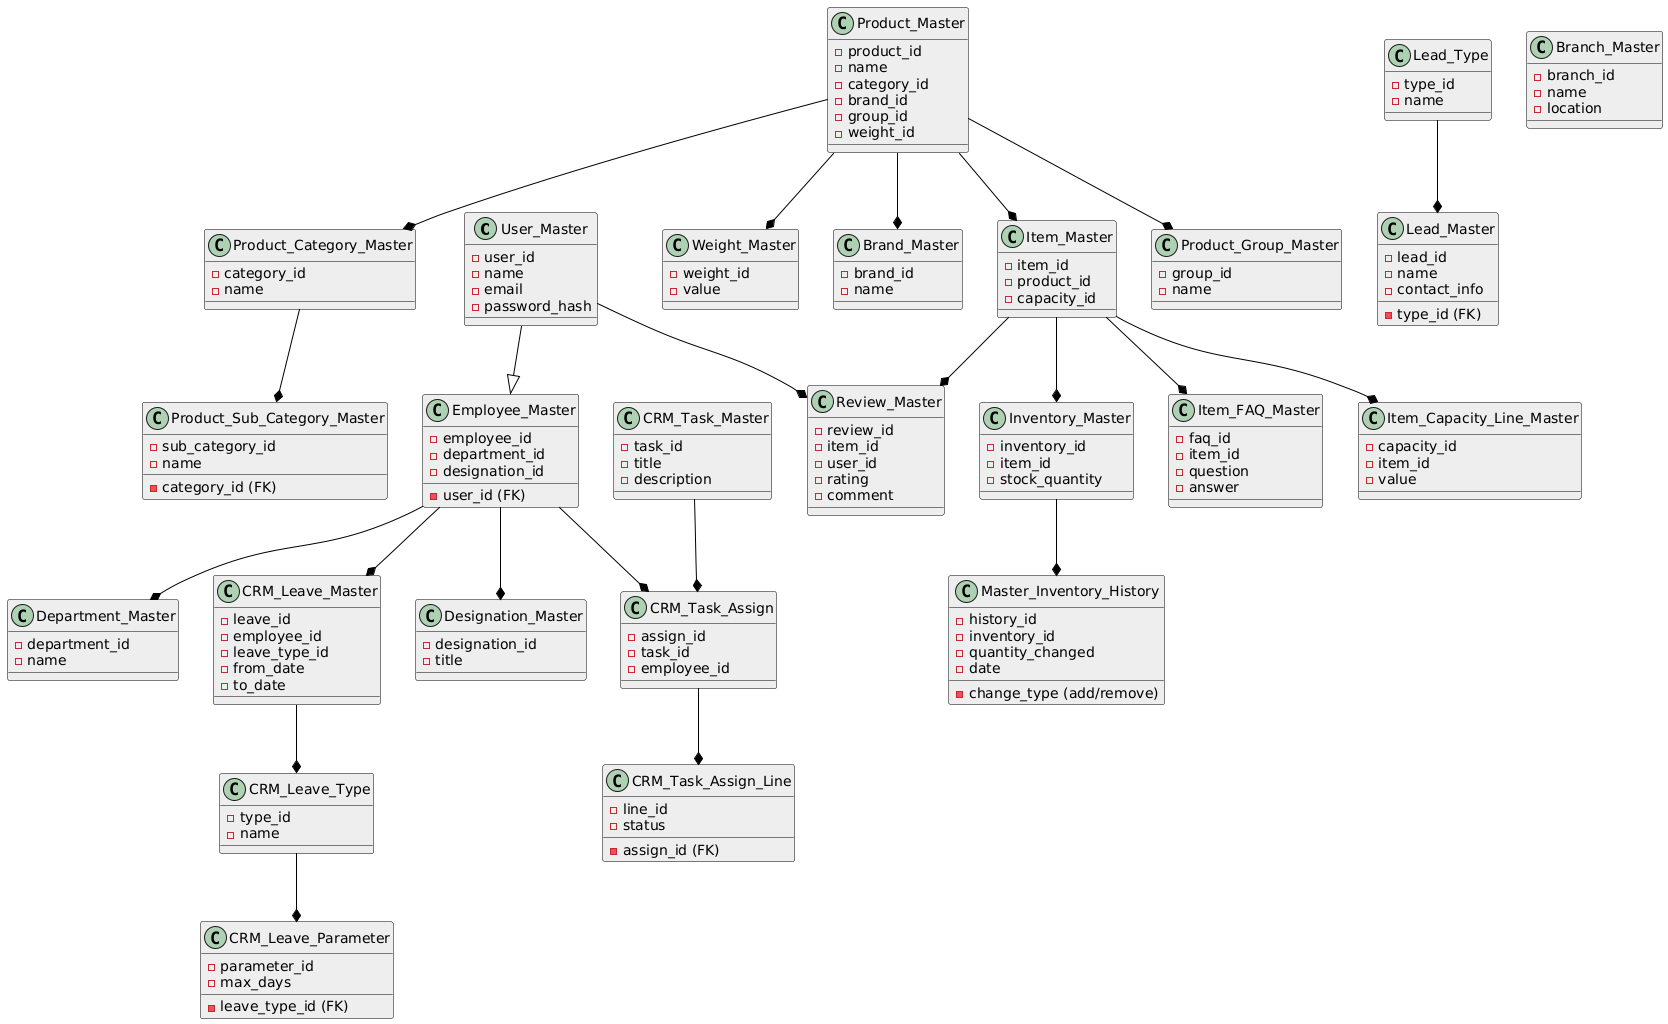 Product_Master
product_id
name
category_id
brand_id
group_id
weight_id
Lead_Type
type_id
name
Branch_Master
branch_id
name
location
Product_Category_Master
category_id
name
User_Master
user_id
name
email
password_hash
Weight_Master
weight_id
value
Brand_Master
brand_id
name
Item_Master
item_id
product_id
capacity_id
Product_Group_Master
group_id
name
Lead_Master
lead_id
name
contact_info
type_id (FK)
Product_Sub_Category_Master
sub_category_id
name
category_id (FK)
Employee_Master
employee_id
department_id
designation_id
user_id (FK)
CRM_Task_Master
task_id
title
description
Review_Master
review_id
item_id
user_id
rating
comment
Inventory_Master
inventory_id
item_id
stock_quantity
Item_FAQ_Master
faq_id
item_id
question
answer
Item_Capacity_Line_Master
capacity_id
item_id
value
Department_Master
department_id
name
CRM_Leave_Master
leave_id
employee_id
leave_type_id
from_date
to_date
Designation_Master
designation_id
title
CRM_Task_Assign
assign_id
task_id
employee_id
Master_Inventory_History
history_id
inventory_id
quantity_changed
date
change_type (add/remove)
CRM_Leave_Type
type_id
name
CRM_Task_Assign_Line
line_id
status
assign_id (FK)
CRM_Leave_Parameter
parameter_id
max_days
leave_type_id (FK)